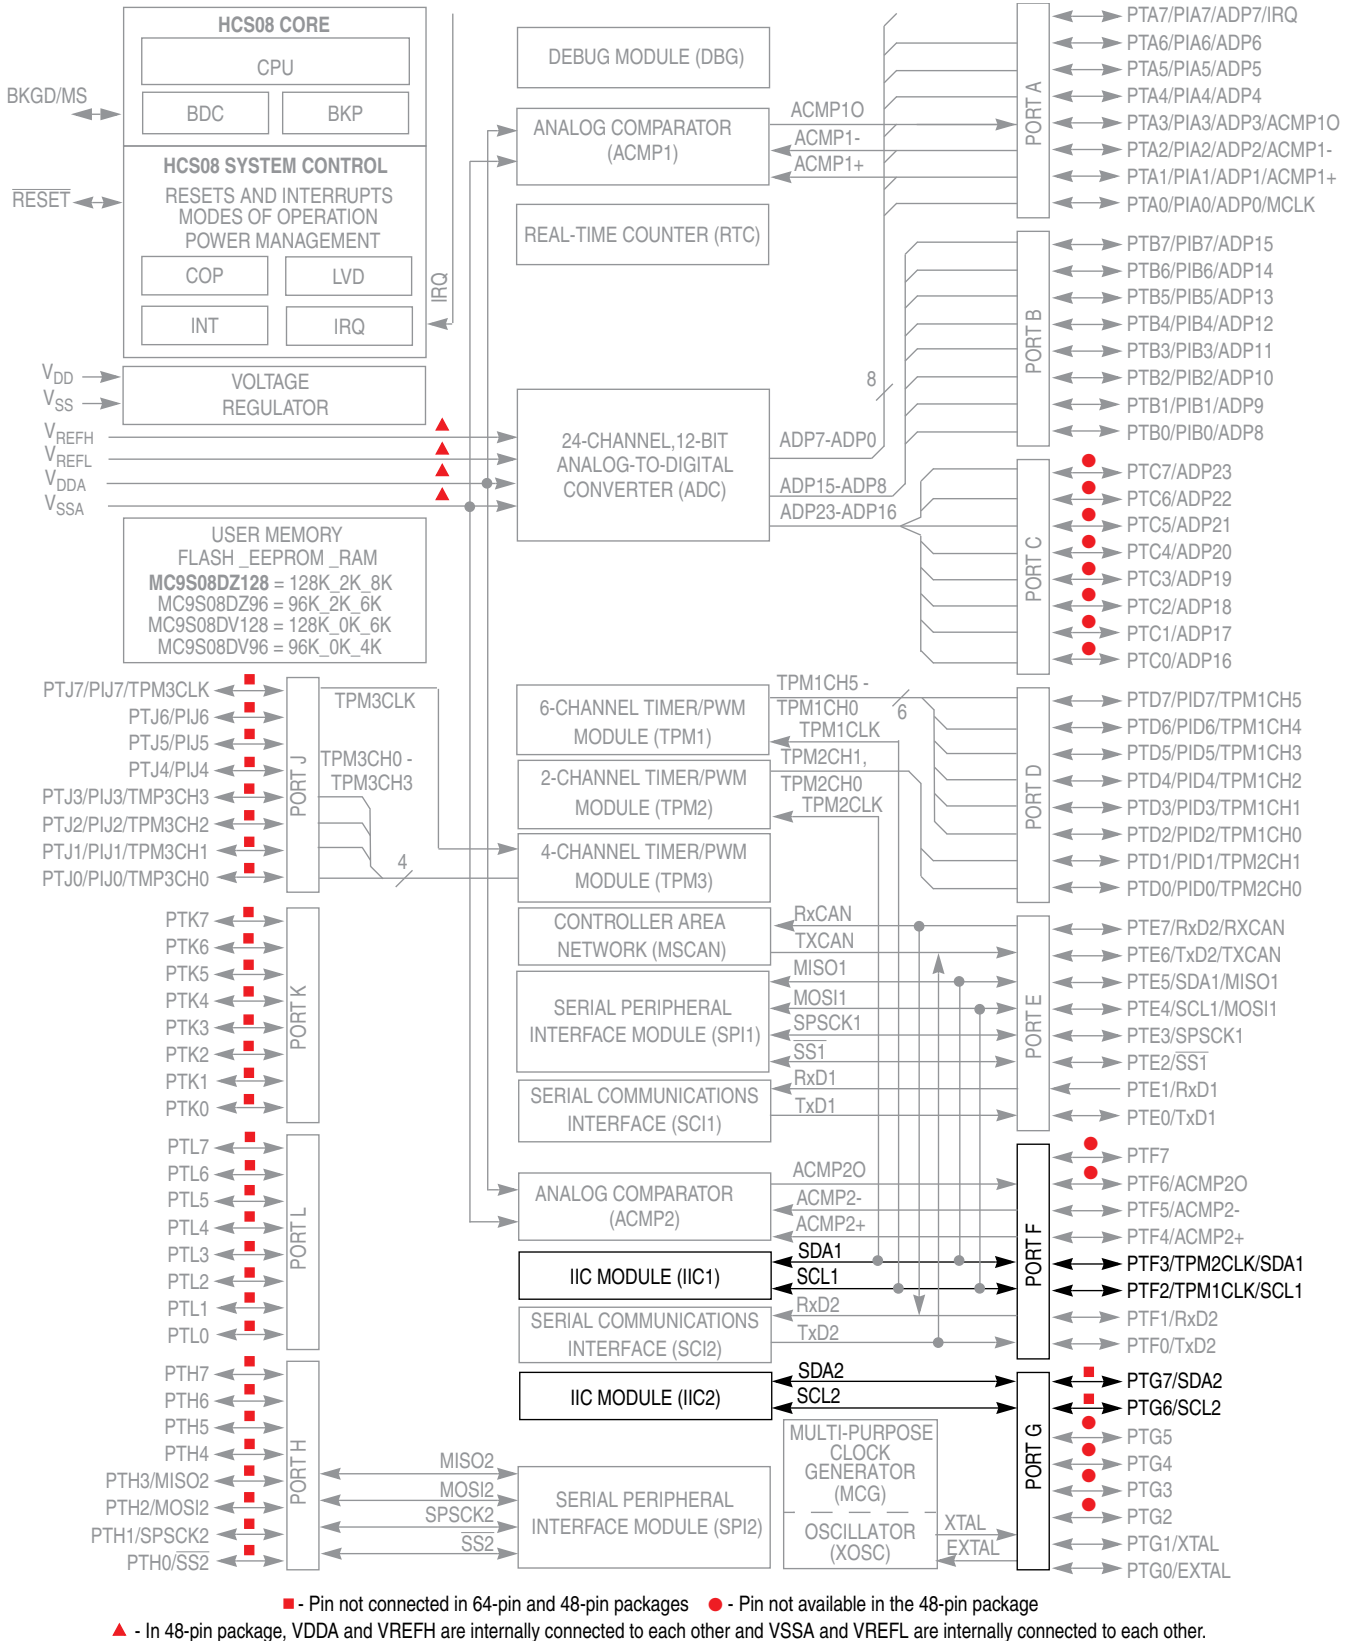 HCS08 CORE
CPU
BDC
BKP
BKGD/MS
HCS08 SYSTEM CONTROL
RESETS AND INTERRUPTS
MODES OF OPERATION
POWER MANAGEMENT
COP
LVD
INT
IRQ
RESET
IRQ
VDD
VSS
VOLTAGE
REGULATOR
VREFH
VREFL
VDDA
VSSA
USER MEMORY
FLASH _EEPROM _RAM
MC9S08DZ128 = 128K_2K_8K
MC9S08DZ96 = 96K_2K_6K
MC9S08DV128 = 128K_0K_6K
MC9S08DV96 = 96K_0K_4K
PTJ7/PIJ7/TPM3CLK
PTJ6/PIJ6
PTJ5/PIJ5
PTJ4/PIJ4
PTJ3/PIJ3/TMP3CH3
PTJ2/PIJ2/TPM3CH2
PTJ1/PIJ1/TPM3CH1
PTJ0/PIJ0/TMP3CH0
PORT J
TPM3CLK
TPM3CH0 -
TPM3CH3
4
PTK7
PTK6
PTK5
PTK4
PTK3
PTK2
PTK1
PTK0
PORT K
PTL7
PTL6
PTL5
PTL4
PTL3
PTL2
PTL1
PTL0
PORT L
PTH7
PTH6
PTH5
PTH4
PTH3/MISO2
PTH2/MOSI2
PTH1/SPSCK2
PTH0/SS2
PORT H
MISO2
MOSI2
SPSCK2
SS2
DEBUG MODULE (DBG)
ANALOG COMPARATOR
(ACMP1)
ACMP1O
ACMP1-
ACMP1+
REAL-TIME COUNTER (RTC)
24-CHANNEL,12-BIT
ANALOG-TO-DIGITAL
CONVERTER (ADC)
8
ADP7-ADP0
ADP15-ADP8
ADP23-ADP16
6-CHANNEL TIMER/PWM
MODULE (TPM1)
TPM1CH5 -
TPM1CH0
6
TPM1CLK
2-CHANNEL TIMER/PWM
MODULE (TPM2)
TPM2CH1,
TPM2CH0
TPM2CLK
4-CHANNEL TIMER/PWM
MODULE (TPM3)
CONTROLLER AREA
NETWORK (MSCAN)
RxCAN
TXCAN
SERIAL PERIPHERAL
INTERFACE MODULE (SPI1)
MISO1
MOSI1
SPSCK1
SS1
SERIAL COMMUNICATIONS
INTERFACE (SCI1)
RxD1
TxD1
ANALOG COMPARATOR
(ACMP2)
ACMP2O
ACMP2-
ACMP2+
IIC MODULE (IIC1)
SDA1
SCL1
SERIAL COMMUNICATIONS
INTERFACE (SCI2)
RxD2
TxD2
IIC MODULE (IIC2)
SDA2
SCL2
MULTI-PURPOSE
CLOCK
GENERATOR
(MCG)
OSCILLATOR
(XOSC)
XTAL
EXTAL
SERIAL PERIPHERAL
INTERFACE MODULE (SPI2)
PORT A
PTA7/PIA7/ADP7/IRQ
PTA6/PIA6/ADP6
PTA5/PIA5/ADP5
PTA4/PIA4/ADP4
PTA3/PIA3/ADP3/ACMP1O
PTA2/PIA2/ADP2/ACMP1-
PTA1/PIA1/ADP1/ACMP1+
PTA0/PIA0/ADP0/MCLK
PORT B
PTB7/PIB7/ADP15
PTB6/PIB6/ADP14
PTB5/PIB5/ADP13
PTB4/PIB4/ADP12
PTB3/PIB3/ADP11
PTB2/PIB2/ADP10
PTB1/PIB1/ADP9
PTB0/PIB0/ADP8
PORT C
PTC7/ADP23
PTC6/ADP22
PTC5/ADP21
PTC4/ADP20
PTC3/ADP19
PTC2/ADP18
PTC1/ADP17
PTC0/ADP16
PORT D
PTD7/PID7/TPM1CH5
PTD6/PID6/TPM1CH4
PTD5/PID5/TPM1CH3
PTD4/PID4/TPM1CH2
PTD3/PID3/TPM1CH1
PTD2/PID2/TPM1CH0
PTD1/PID1/TPM2CH1
PTD0/PID0/TPM2CH0
PORT E
PTE7/RxD2/RXCAN
PTE6/TxD2/TXCAN
PTE5/SDA1/MISO1
PTE4/SCL1/MOSI1
PTE3/SPSCK1
PTE2/SS1
PTE1/RxD1
PTE0/TxD1
PORT F
PTF7
PTF6/ACMP2O
PTF5/ACMP2-
PTF4/ACMP2+
PTF3/TPM2CLK/SDA1
PTF2/TPM1CLK/SCL1
PTF1/RxD2
PTF0/TxD2
PORT G
PTG7/SDA2
PTG6/SCL2
PTG5
PTG4
PTG3
PTG2
PTG1/XTAL
PTG0/EXTAL
- Pin not connected in 64-pin and 48-pin packages
- Pin not available in the 48-pin package
- In 48-pin package, VDDA and VREFH are internally connected to each other and VSSA and VREFL are internally connected to each other.